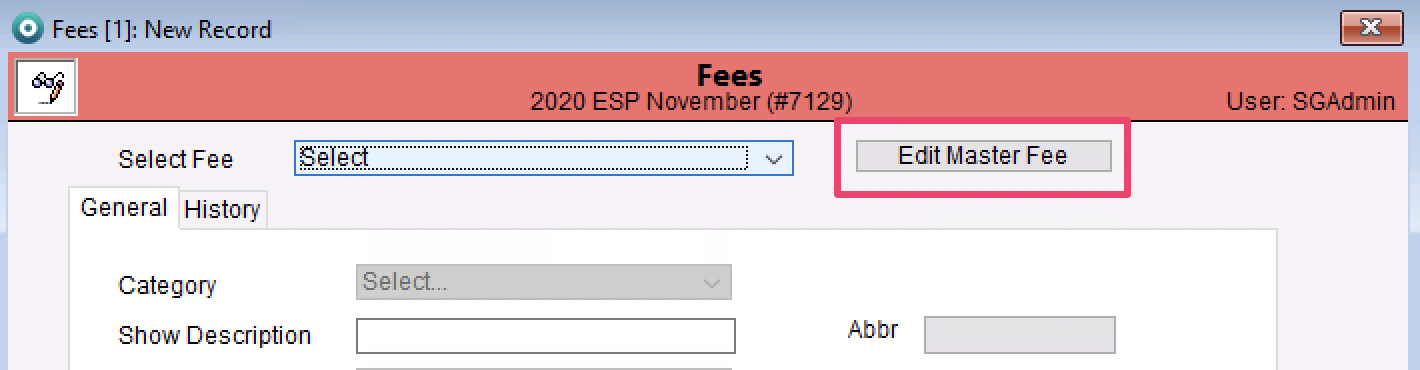 Fees [1]: New Record
Fees
2020 ESP November (#7129)
User: SGAdmin
Select Fee
Select
Edit Master Fee
General
History
Category
Select...
Show Description
Abbr